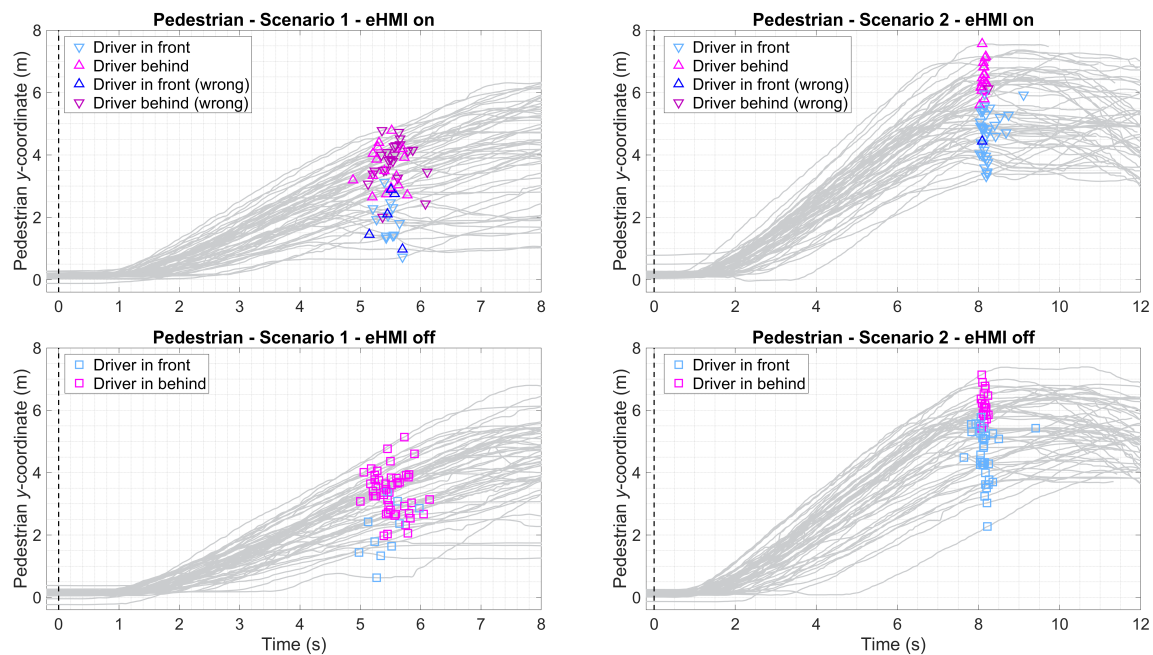 Pedestrian - Scenario 1 - eHMI on
Pedestrian y-coordinate (m)
8
6
4
2
0
Driver in front
Driver behind
Driver in front (wrong)
Driver behind (wrong)
0 1 2 3 4 5 6 7 8
Pedestrian - Scenario 2 - eHMI on
Pedestrian y-coordinate (m)
8
6
4
2
0
Driver in front
Driver behind
Driver in front (wrong)
Driver behind (wrong)
0 2 4 6 8 10 12
Pedestrian - Scenario 1 - eHMI off
Pedestrian y-coordinate (m)
8
6
4
2
0
Driver in front
Driver in behind
0 1 2 3 4 5 6 7 8
Time (s)
Pedestrian - Scenario 2 - eHMI off
Pedestrian y-coordinate (m)
8
6
4
2
0
Driver in front
Driver in behind
0 2 4 6 8 10 12
Time (s)